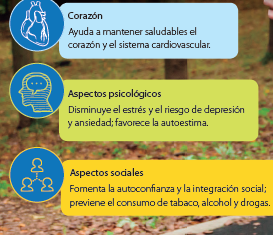 Corazón
Ayuda a mantener saludables el
corazón y el sistema cardiovascular.
Aspectos psicológicos
Disminuye el estrés y el riesgo de depresión
y ansiedad; favorece la autoestima.
Aspectos sociales
Fomenta la autoconfianza y la integración social;
previene el consumo de tabaco, alcohol y drogas.